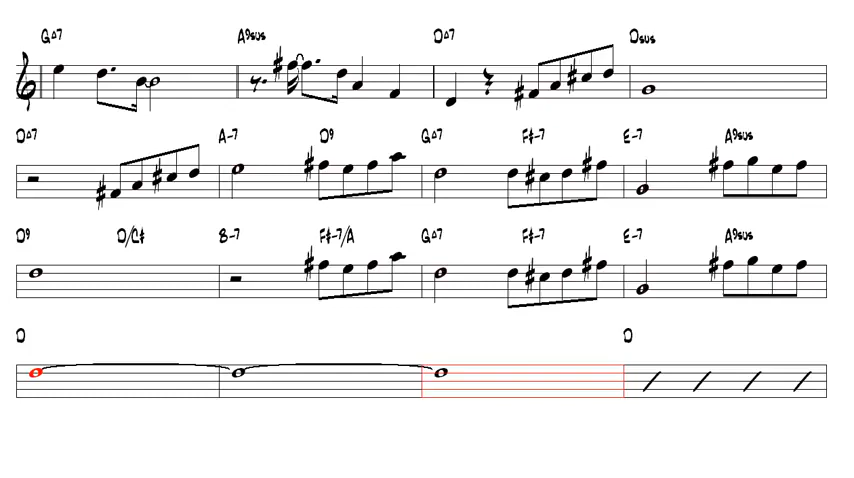 G△7 A9sus D△7 Dsus
D△7 A-7 D9 G△7 F#-7 E-7 A9sus
D9 D/C# B-7 F#-7/A G△7 F#-7 E-7 A9sus
D D